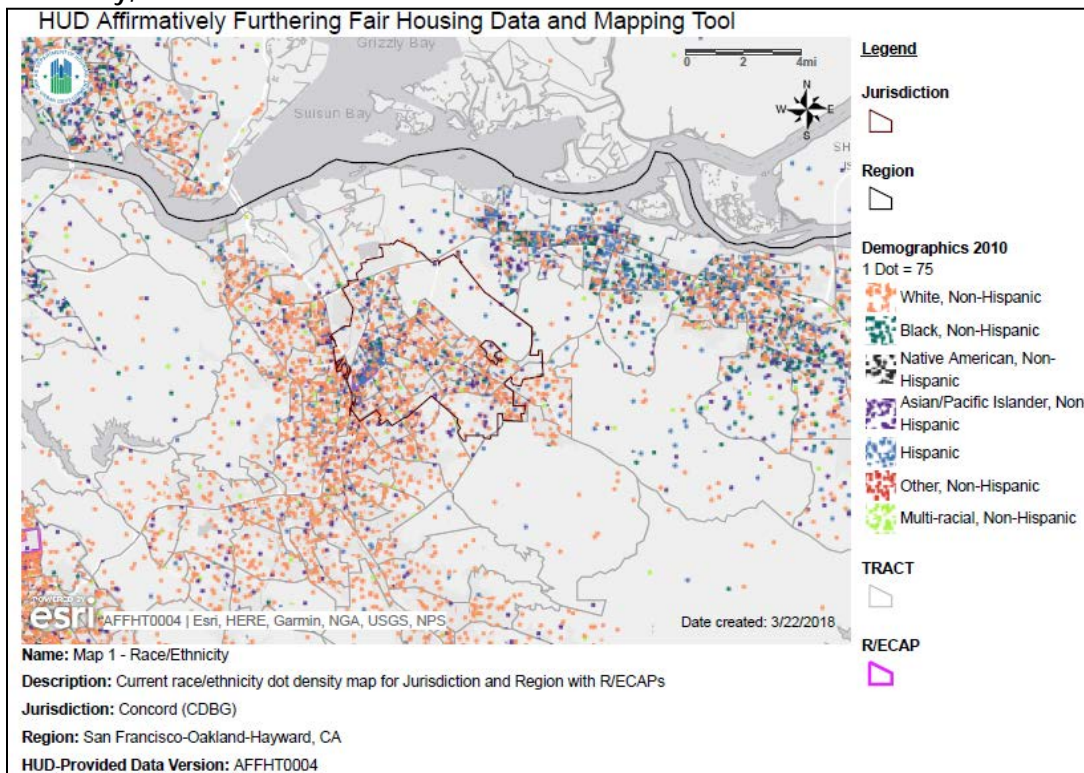 HUD Affirmatively Furthering Fair Housing Data and Mapping Tool
Grizzly Bay
Suisun Bay
0 2 4mi
N
W E
S
SH
IS
Legend
Jurisdiction
Region
Demographics 2010
1 Dot = 75
White, Non-Hispanic
Black, Non-Hispanic
Native American, Non-
Hispanic
Asian/Pacific Islander, Non
Hispanic
Hispanic
Other, Non-Hispanic
Multi-racial, Non-Hispanic
TRACT
R/ECAP
POWERED BY
esri
AFFHT0004 | Esri, HERE, Garmin, NGA, USGS, NPS
Date created: 3/22/2018
Name: Map 1 - Race/Ethnicity
Description: Current race/ethnicity dot density map for Jurisdiction and Region with R/ECAPs
Jurisdiction: Concord (CDBG)
Region: San Francisco-Oakland-Hayward, CA
HUD-Provided Data Version: AFFHT0004